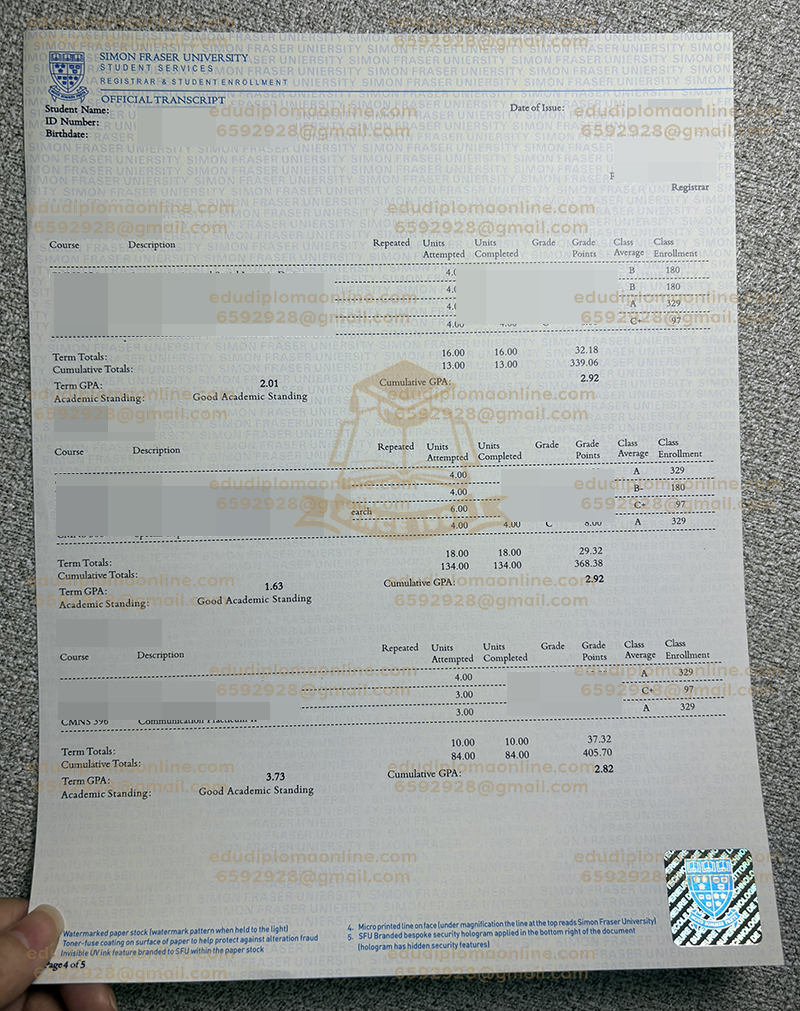 SIMON FRASER UNIVERSITY
STUDENT SERVICES
REGISTRAR & STUDENT ENROLLMENT
OFFICIAL TRANSCRIPT
Student Name:
ID Number:
Birthdate:
Date of Issue:
Registrar
Course Description Repeated Units Attempted Units Completed Grade Grade Points Class Average Class Enrollment
B 180
B 180
A 329
4.00 4.00 C+ 97
Term Totals: 16.00 16.00 32.18
Cumulative Totals: 13.00 13.00 339.06
Term GPA: 2.01 Cumulative GPA: 2.92
Academic Standing: Good Academic Standing
Course Description Repeated Units Attempted Units Completed Grade Grade Points Class Average Class Enrollment
4.00 A 329
4.00 B- 180
earch 6.00 C+ 97
4.00 4.00 C 8.00 A 329
Term Totals: 18.00 18.00 29.32
Cumulative Totals: 134.00 134.00 368.38
Term GPA: 1.63 Cumulative GPA: 2.92
Academic Standing: Good Academic Standing
Course Description Repeated Units Attempted Units Completed Grade Grade Points Class Average Class Enrollment
4.00 A 329
3.00 C+ 97
CMNS 396 Communication Practicum II 3.00 A 329
Term Totals: 10.00 10.00 37.32
Cumulative Totals: 84.00 84.00 405.70
Term GPA: 3.73 Cumulative GPA: 2.82
Academic Standing: Good Academic Standing
Watermarked paper stock (watermark pattern when held to the light)
Toner-fuse coating on surface of paper to help protect against alteration fraud
Invisible UV ink feature branded to SFU within the paper stock
4. Micro printed line on face (under magnification the line at the top reads Simon Fraser University)
5. SFU Branded bespoke security hologram applied in the bottom right of the document
(hologram has hidden security features)
Page 4 of 5
edudiplomaonline.com
6592928@gmail.com